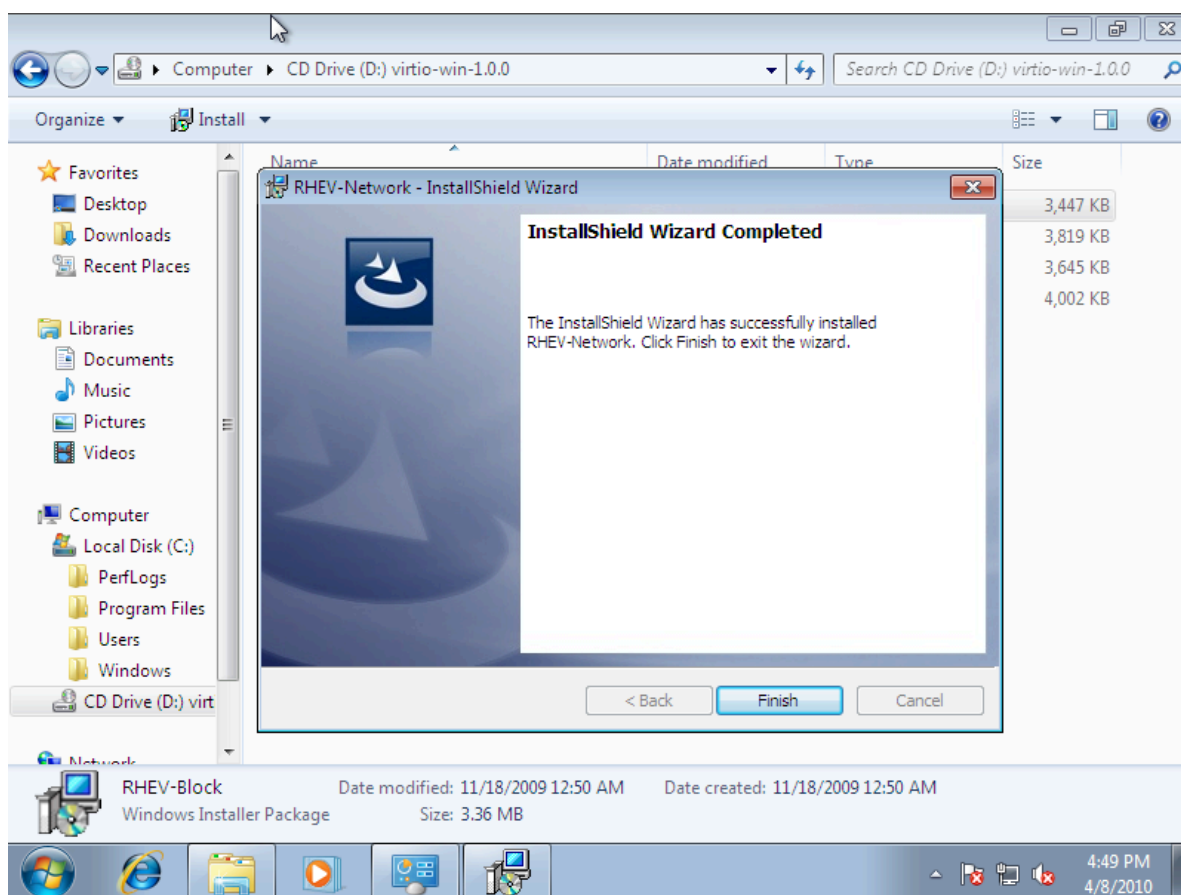 Computer ▸ CD Drive (D:) virtio-win-1.0.0
Search CD Drive (D:) virtio-win-1.0.0
Organize
Install
Favorites
Desktop
Downloads
Recent Places
Libraries
Documents
Music
Pictures
Videos
Computer
Local Disk (C:)
PerfLogs
Program Files
Users
Windows
CD Drive (D:) virt
Network
Name Date modified Type Size
3,447 KB
3,819 KB
3,645 KB
4,002 KB
RHEV-Network - InstallShield Wizard
InstallShield Wizard Completed
The InstallShield Wizard has successfully installed
RHEV-Network. Click Finish to exit the wizard.
< Back Finish Cancel
RHEV-Block Date modified: 11/18/2009 12:50 AM Date created: 11/18/2009 12:50 AM
Windows Installer Package Size: 3.36 MB
4:49 PM
4/8/2010